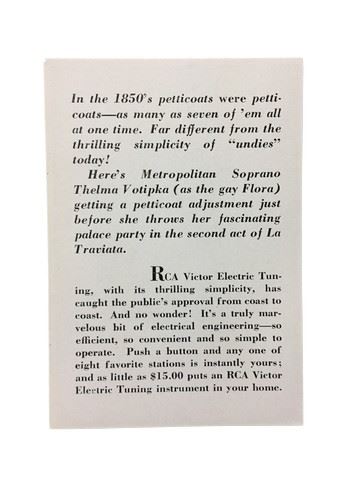 In the 1850's petticoats were petti-
coats—as many as seven of 'em all
at one time. Far different from the
thrilling simplicity of "undies"
today!
Here's Metropolitan Soprano
Thelma Votipka (as the gay Flora)
getting a petticoat adjustment just
before she throws her fascinating
palace party in the second act of La
Traviata.
RCA Victor Electric Tun-
ing, with its thrilling simplicity, has
caught the public's approval from coast to
coast. And no wonder! It's a truly mar-
velous bit of electrical engineering—so
efficient, so convenient and so simple to
operate. Push a button and any one of
eight favorite stations is instantly yours;
and as little as $15.00 puts an RCA Victor
Electric Tuning instrument in your home.